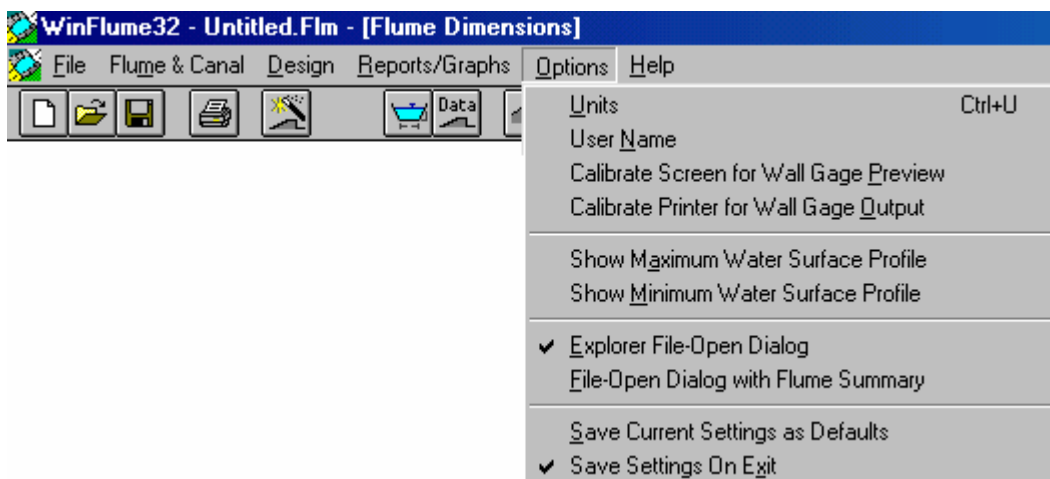 WinFlume32 - Untitled.Flm - [Flume Dimensions]
File Flume & Canal Design Reports/Graphs Options Help
Data
Units Ctrl+U
User Name
Calibrate Screen for Wall Gage Preview
Calibrate Printer for Wall Gage Output
Show Maximum Water Surface Profile
Show Minimum Water Surface Profile
Explorer File-Open Dialog
File-Open Dialog with Flume Summary
Save Current Settings as Defaults
Save Settings On Exit